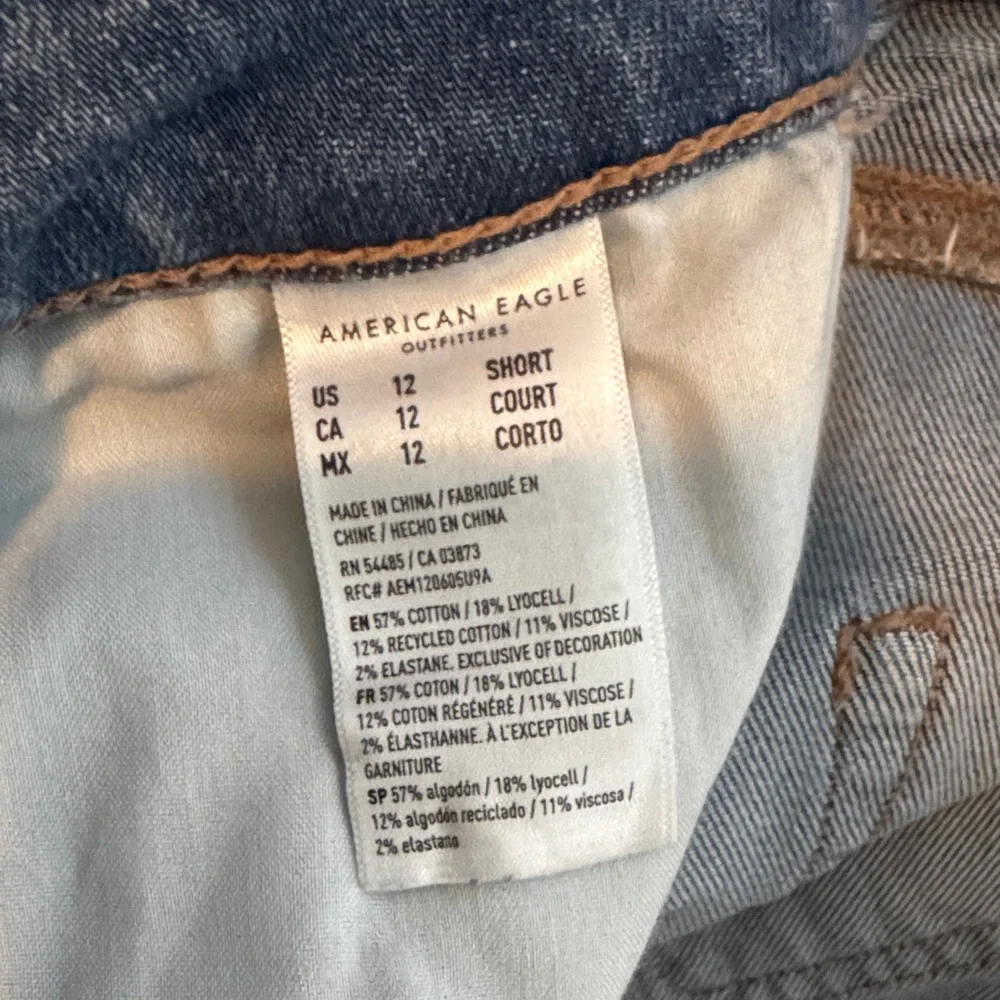 AMERICAN EAGLE
OUTFITTERS
US 12 SHORT
CA 12 COURT
MX 12 CORTO
MADE IN CHINA / FABRIQUÉ EN
CHINE / HECHO EN CHINA
RN 54485 / CA 03873
RFC# AEM120605U9A
EN 57% COTTON / 18% LYOCELL /
12% RECYCLED COTTON / 11% VISCOSE /
2% ELASTANE. EXCLUSIVE OF DECORATION
FR 57% COTON / 18% LYOCELL /
12% COTON RÉGÉNÉRÉ / 11% VISCOSE /
2% ÉLASTHANNE. À L'EXCEPTION DE LA
GARNITURE
SP 57% algodón / 18% lyocell /
12% algodón reciclado / 11% viscosa /
2% elastano